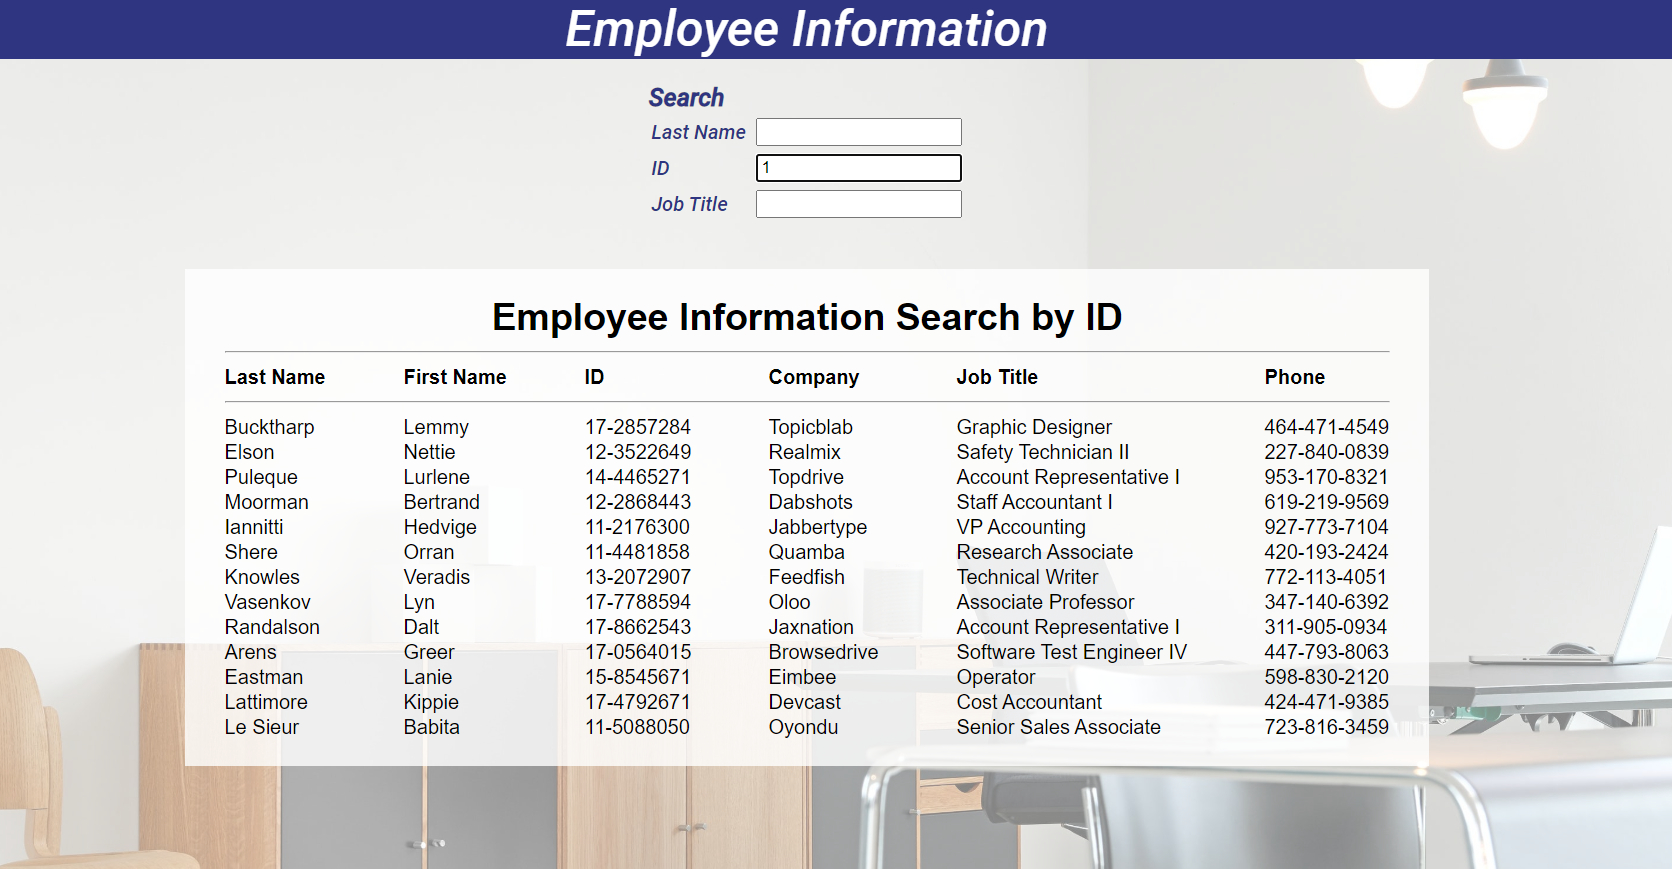 Employee Information
Search
Last Name
ID 1
Job Title
Employee Information Search by ID
Last Name First Name ID Company Job Title Phone
Bucktharp Lemmy 17-2857284 Topicblab Graphic Designer 464-471-4549
Elson Nettie 12-3522649 Realmix Safety Technician II 227-840-0839
Puleque Lurlene 14-4465271 Topdrive Account Representative I 953-170-8321
Moorman Bertrand 12-2868443 Dabshots Staff Accountant I 619-219-9569
Iannitti Hedvige 11-2176300 Jabbertype VP Accounting 927-773-7104
Shere Orran 11-4481858 Quamba Research Associate 420-193-2424
Knowles Veradis 13-2072907 Feedfish Technical Writer 772-113-4051
Vasenkov Lyn 17-7788594 Oloo Associate Professor 347-140-6392
Randalson Dalt 17-8662543 Jaxnation Account Representative I 311-905-0934
Arens Greer 17-0564015 Browsedrive Software Test Engineer IV 447-793-8063
Eastman Lanie 15-8545671 Eimbee Operator 598-830-2120
Lattimore Kippie 17-4792671 Devcast Cost Accountant 424-471-9385
Le Sieur Babita 11-5088050 Oyondu Senior Sales Associate 723-816-3459